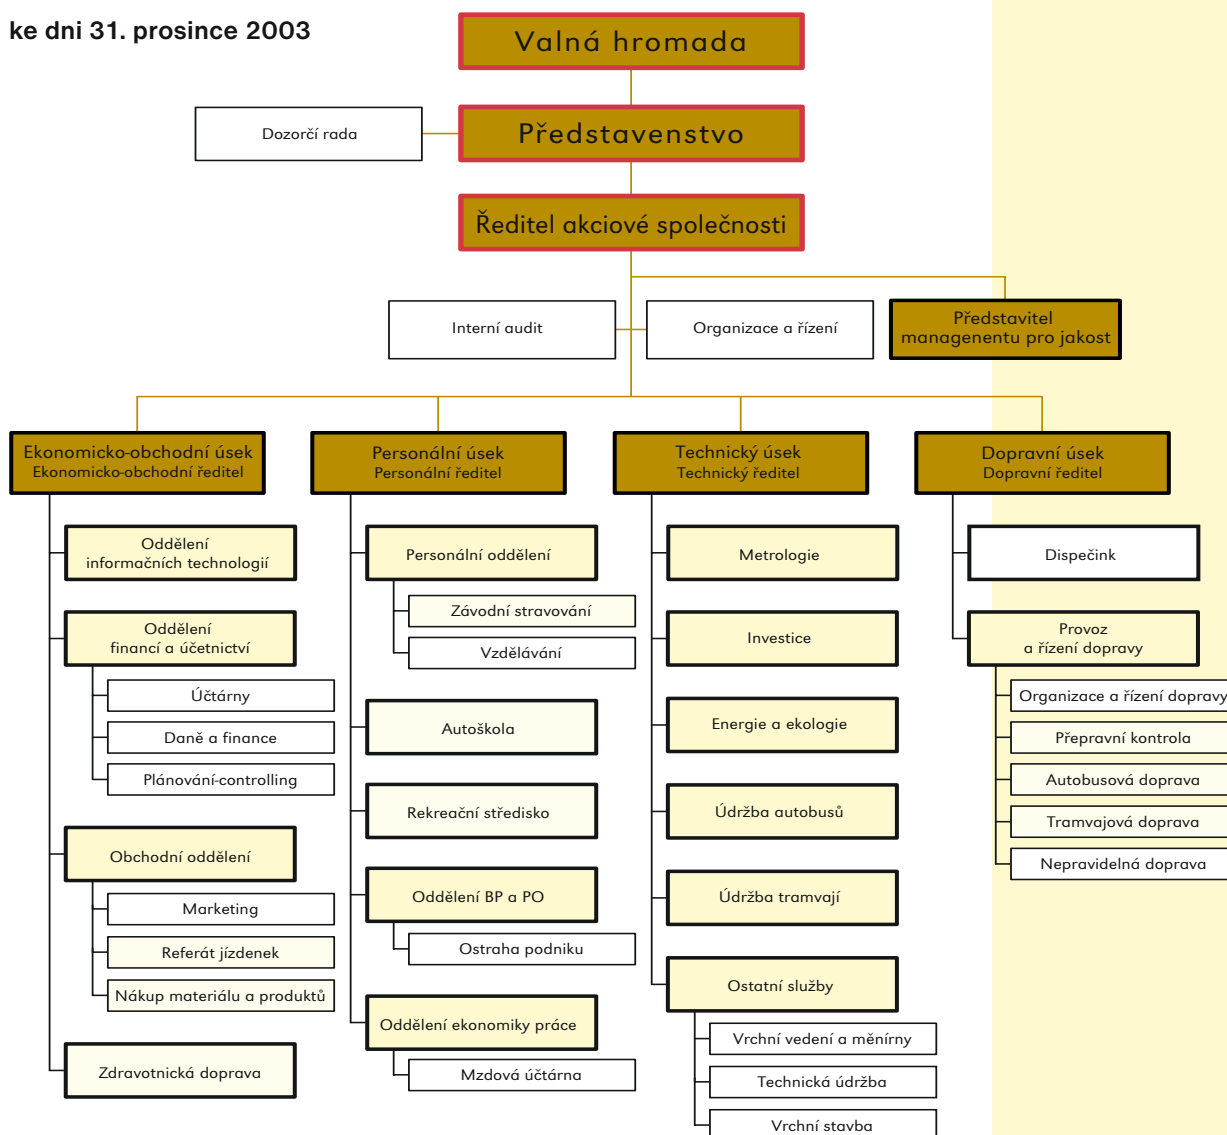 ke dni 31. prosince 2003
Valná hromada
Dozorčí rada
Představenstvo
Ředitel akciové společnosti
Interní audit
Organizace a řízení
Představitel
managenentu pro jakost
Ekonomicko-obchodní úsek
Ekonomicko-obchodní ředitel
Oddělení
informačních technologií
Oddělení
financí a účetnictví
Účtárny
Daně a finance
Plánování-controlling
Obchodní oddělení
Marketing
Referát jízdenek
Nákup materiálu a produktů
Zdravotnická doprava
Personální úsek
Personální ředitel
Personální oddělení
Závodní stravování
Vzdělávání
Autoškola
Rekreační středisko
Oddělení BP a PO
Ostraha podniku
Oddělení ekonomiky práce
Mzdová účtárna
Technický úsek
Technický ředitel
Metrologie
Investice
Energie a ekologie
Údržba autobusů
Údržba tramvají
Ostatní služby
Vrchní vedení a měnírny
Technická údržba
Vrchní stavba
Dopravní úsek
Dopravní ředitel
Dispečink
Provoz
a řízení dopravy
Organizace a řízení dopravy
Přepravní kontrola
Autobusová doprava
Tramvajová doprava
Nepravidelná doprava